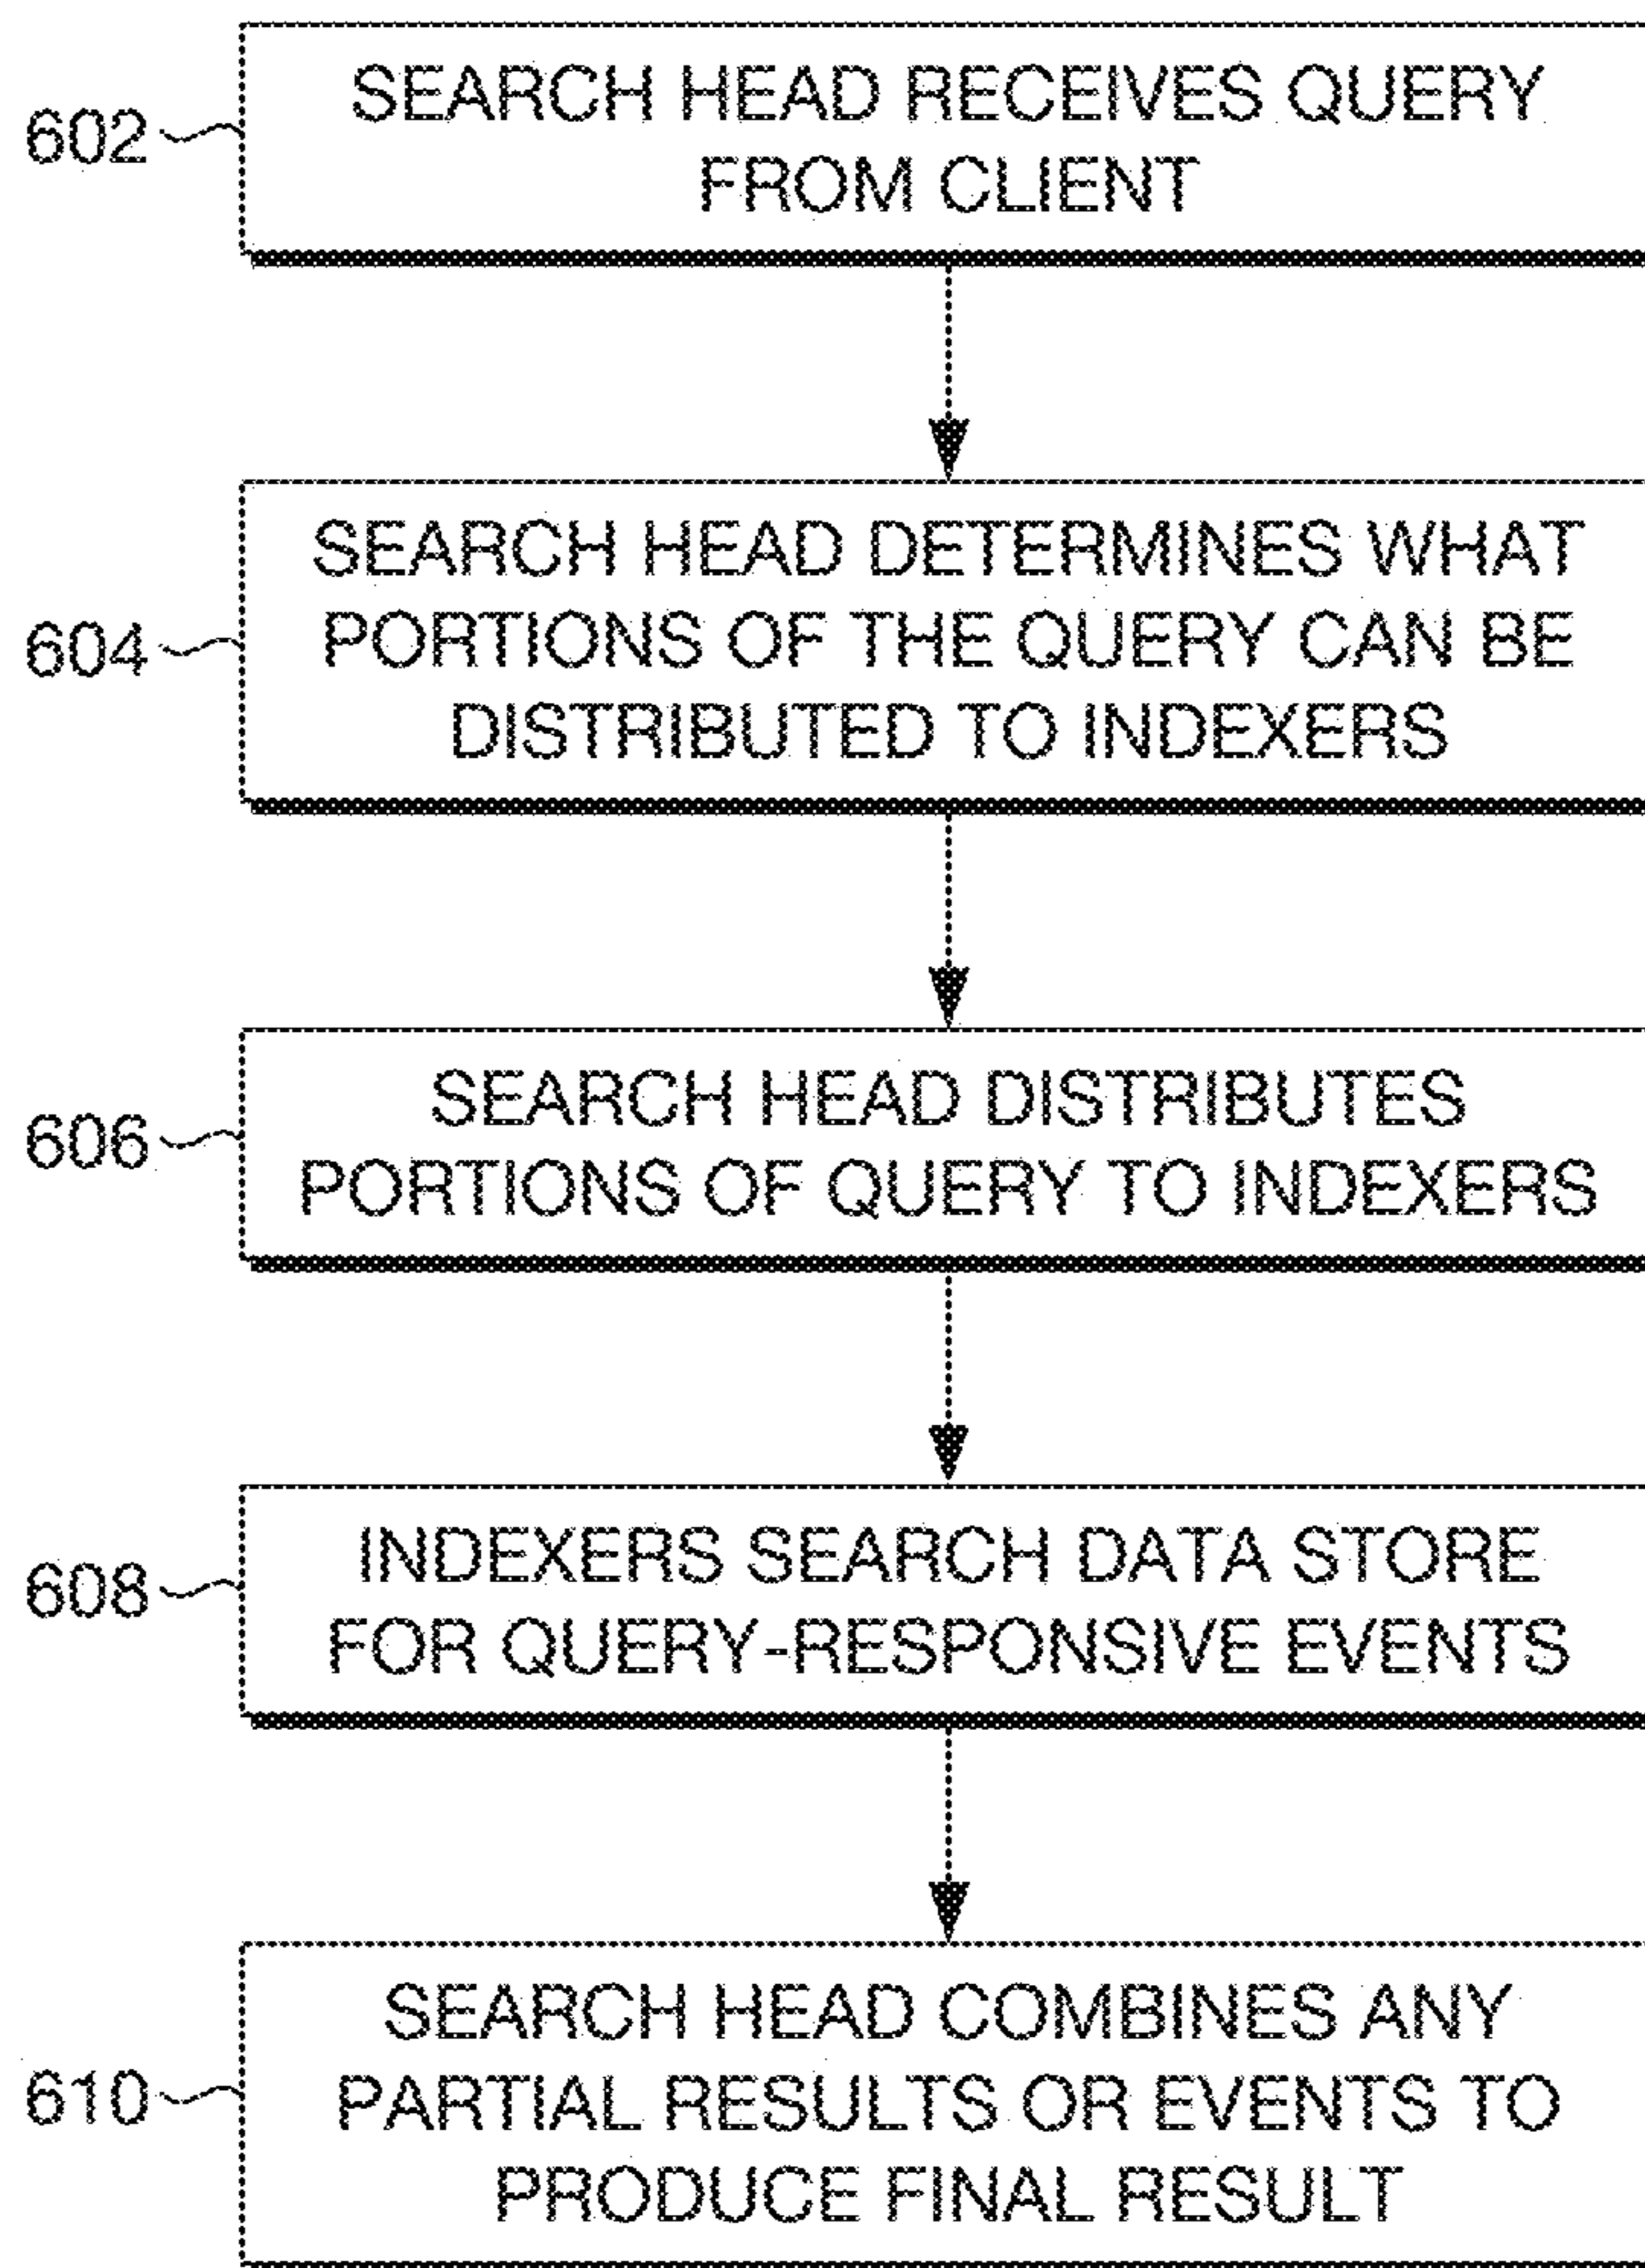 602
SEARCH HEAD RECEIVES QUERY
FROM CLIENT
604
SEARCH HEAD DETERMINES WHAT
PORTIONS OF THE QUERY CAN BE
DISTRIBUTED TO INDEXERS
606
SEARCH HEAD DISTRIBUTES
PORTIONS OF QUERY TO INDEXERS
608
INDEXERS SEARCH DATA STORE
FOR QUERY-RESPONSIVE EVENTS
610
SEARCH HEAD COMBINES ANY
PARTIAL RESULTS OR EVENTS TO
PRODUCE FINAL RESULT